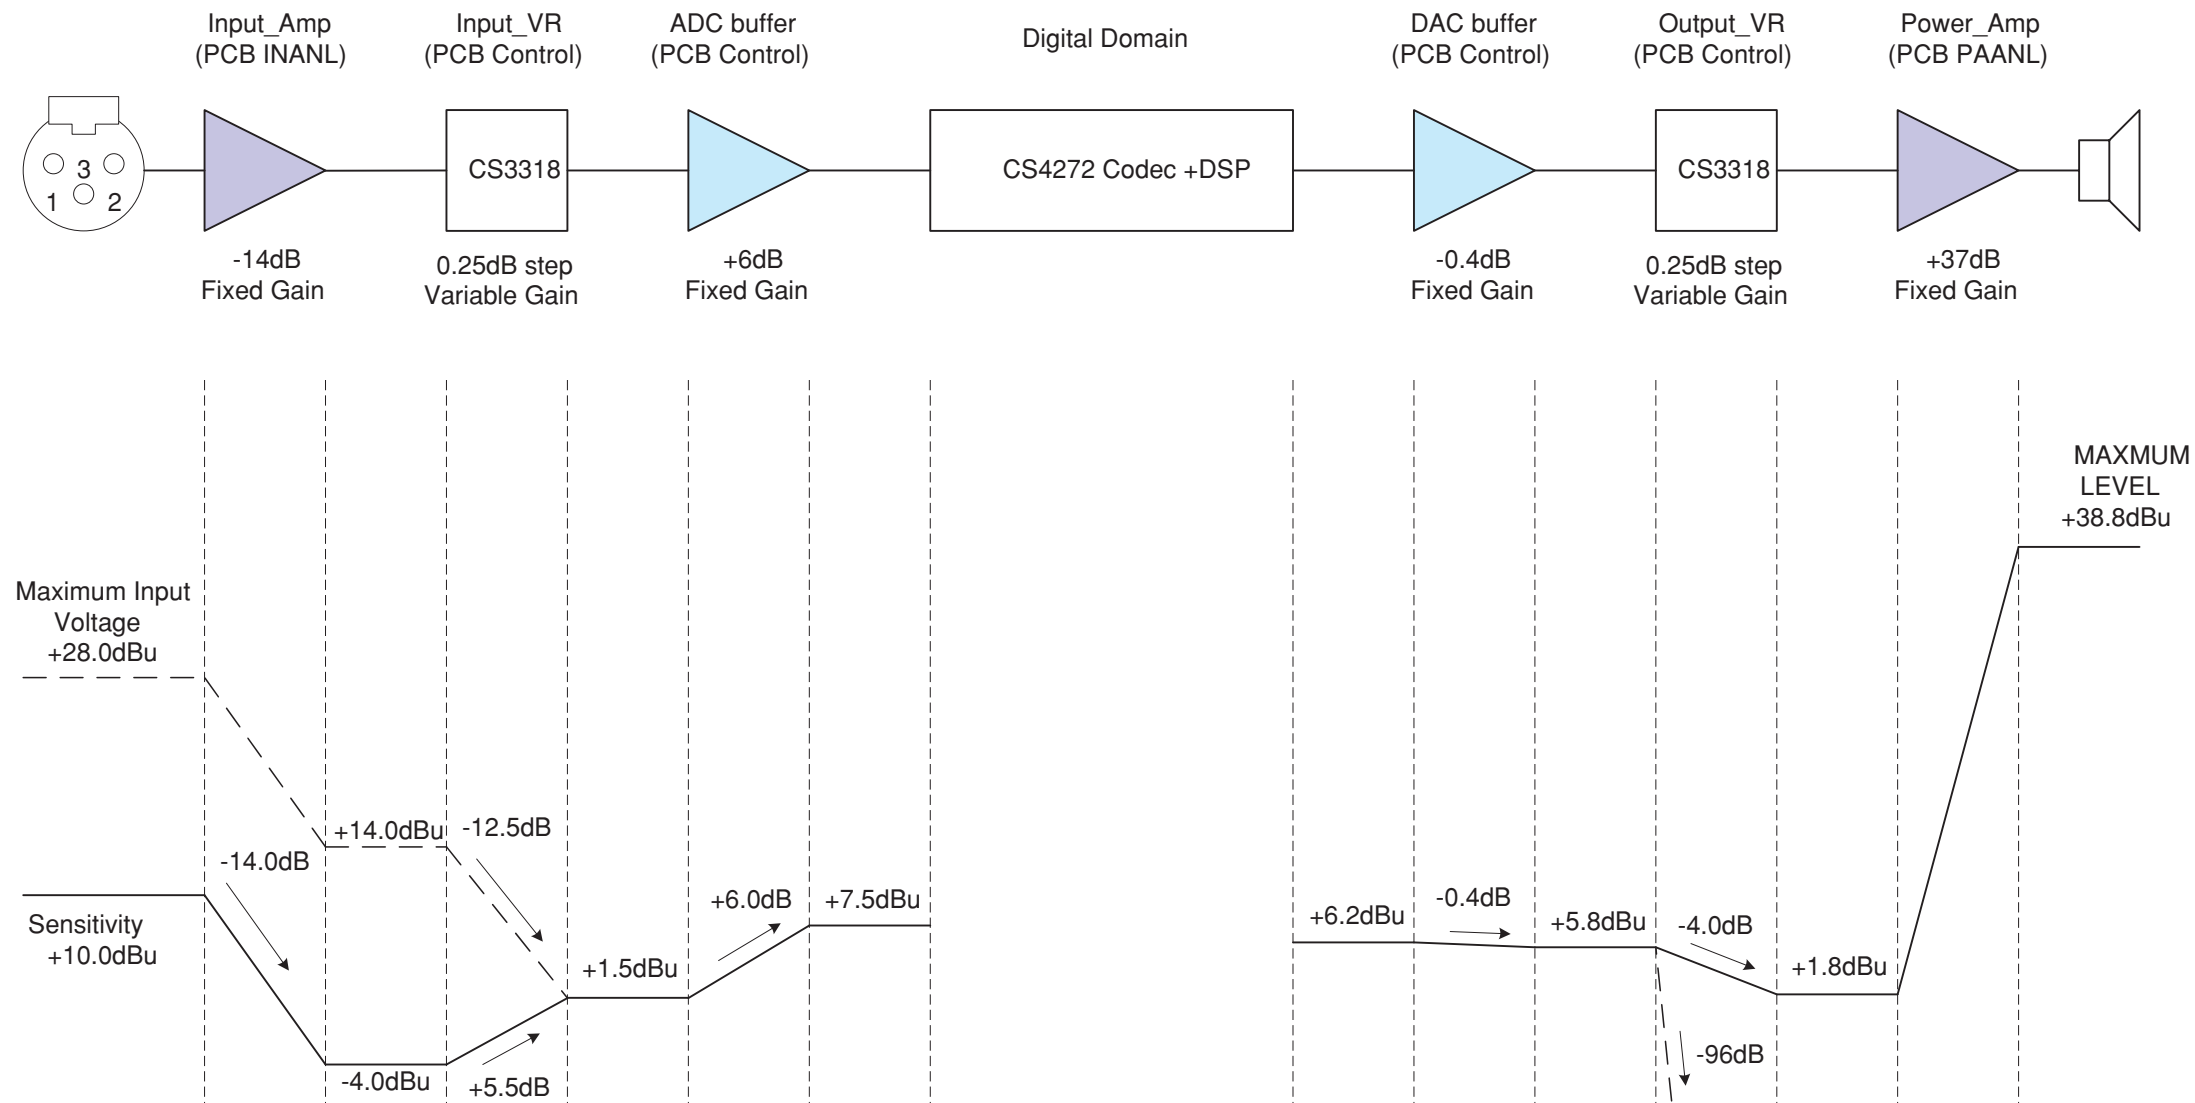 Input_Amp
(PCB INANL)
Input_VR
(PCB Control)
ADC buffer
(PCB Control)
Digital Domain
DAC buffer
(PCB Control)
Output_VR
(PCB Control)
Power_Amp
(PCB PAANL)
3
1
2
CS3318
CS4272 Codec +DSP
CS3318
-14dB
Fixed Gain
0.25dB step
Variable Gain
+6dB
Fixed Gain
-0.4dB
Fixed Gain
0.25dB step
Variable Gain
+37dB
Fixed Gain
MAXMUM
LEVEL
+38.8dBu
Maximum Input
Voltage
+28.0dBu
+14.0dBu
-12.5dB
-14.0dB
Sensitivity
+10.0dBu
-4.0dBu
+5.5dB
+1.5dBu
+6.0dB
+7.5dBu
+6.2dBu
-0.4dB
+5.8dBu
-4.0dB
+1.8dBu
-96dB